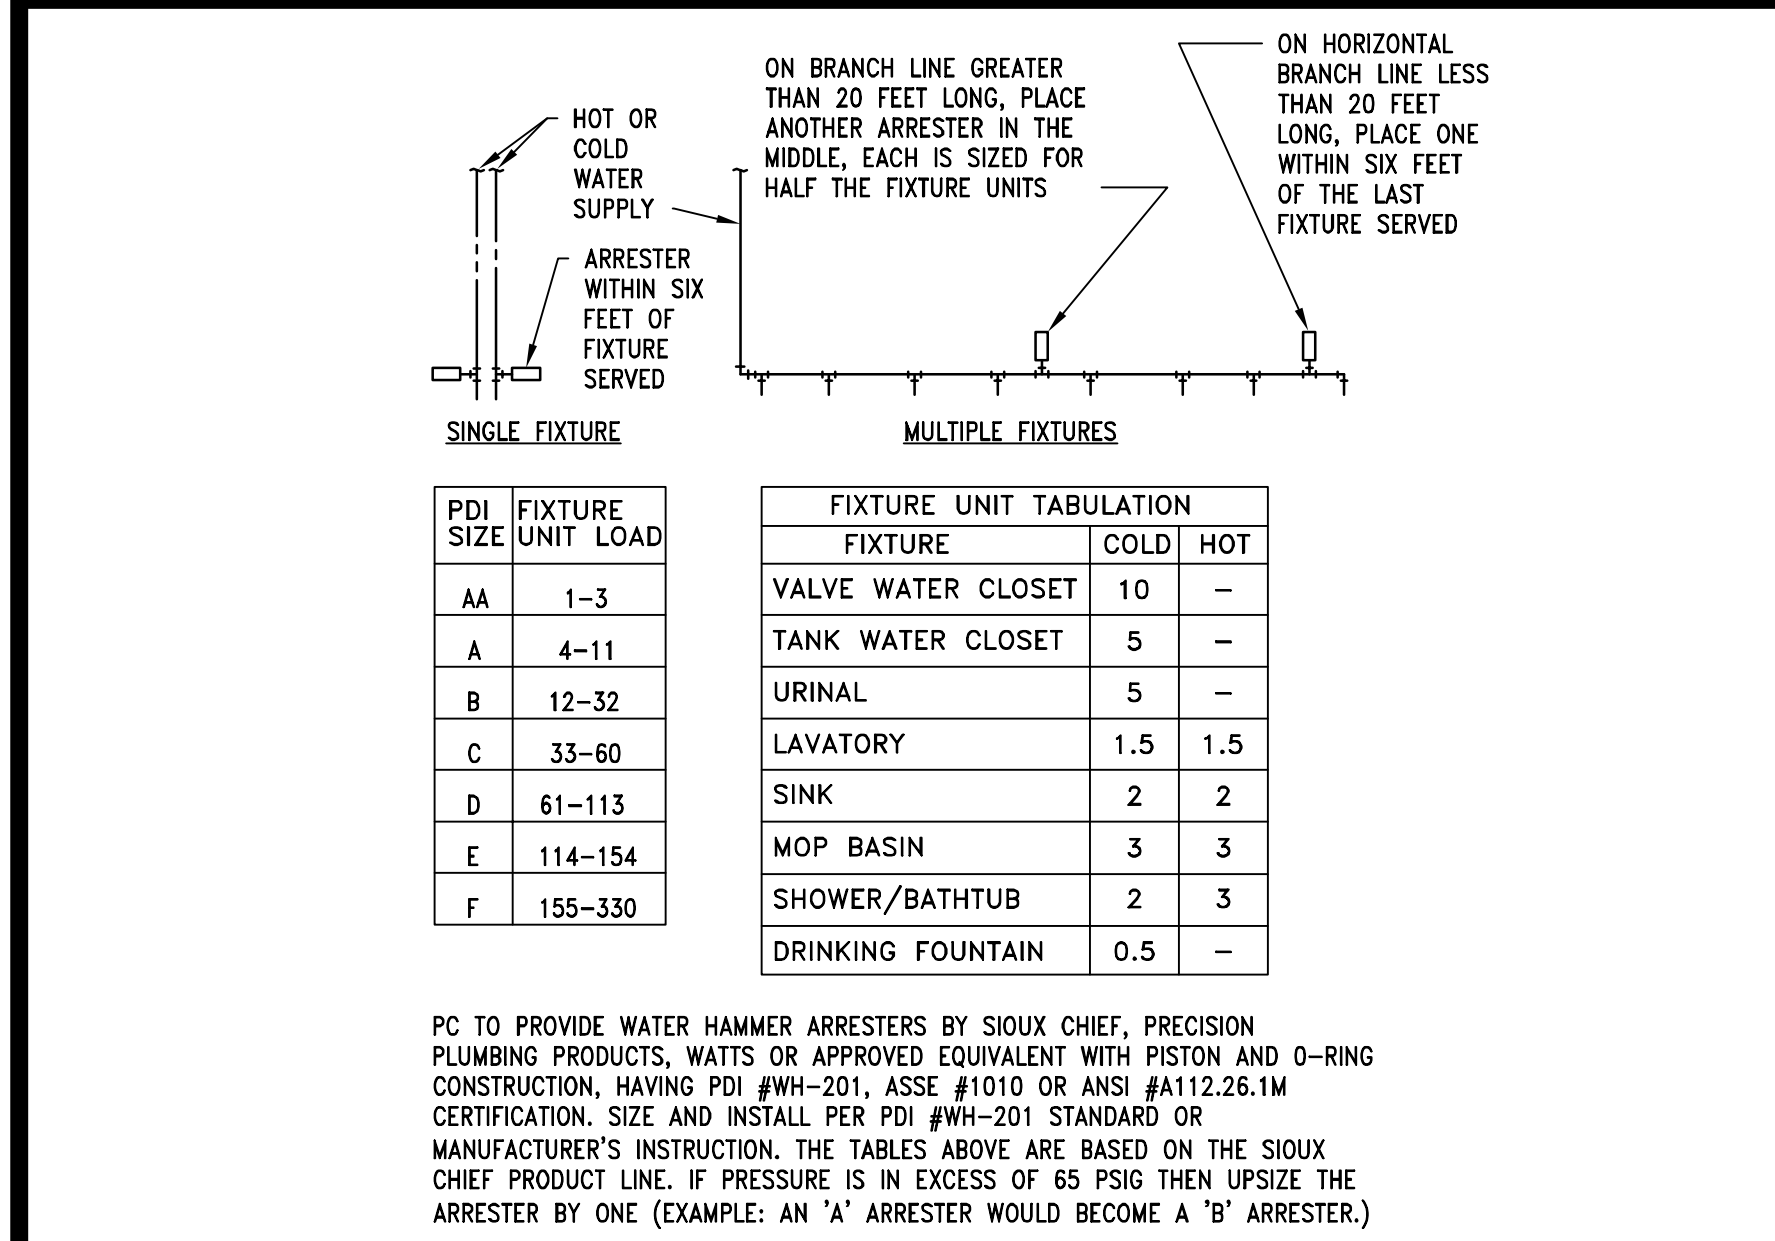 HOT OR
COLD
WATER
SUPPLY
ON BRANCH LINE GREATER
THAN 20 FEET LONG, PLACE
ANOTHER ARRESTER IN THE
MIDDLE, EACH IS SIZED FOR
HALF THE FIXTURE UNITS
ON HORIZONTAL
BRANCH LINE LESS
THAN 20 FEET
LONG, PLACE ONE
WITHIN SIX FEET
OF THE LAST
FIXTURE SERVED
ARRESTER
WITHIN SIX
FEET OF
FIXTURE
SERVED
SINGLE FIXTURE
MULTIPLE FIXTURES
PDI SIZE FIXTURE UNIT LOAD
AA 1-3
A 4-11
B 12-32
C 33-60
D 61-113
E 114-154
F 155-330
FIXTURE UNIT TABULATION
FIXTURE COLD HOT
VALVE WATER CLOSET 10 -
TANK WATER CLOSET 5 -
URINAL 5 -
LAVATORY 1.5 1.5
SINK 2 2
MOP BASIN 3 3
SHOWER/BATHTUB 2 3
DRINKING FOUNTAIN 0.5 -
PC TO PROVIDE WATER HAMMER ARRESTERS BY SIOUX CHIEF, PRECISION
PLUMBING PRODUCTS, WATTS OR APPROVED EQUIVALENT WITH PISTON AND O-RING
CONSTRUCTION, HAVING PDI #WH-201, ASSE #1010 OR ANSI #A112.26.1M
CERTIFICATION. SIZE AND INSTALL PER PDI #WH-201 STANDARD OR
MANUFACTURER'S INSTRUCTION. THE TABLES ABOVE ARE BASED ON THE SIOUX
CHIEF PRODUCT LINE. IF PRESSURE IS IN EXCESS OF 65 PSIG THEN UPSIZE THE
ARRESTER BY ONE (EXAMPLE: AN 'A' ARRESTER WOULD BECOME A 'B' ARRESTER.)